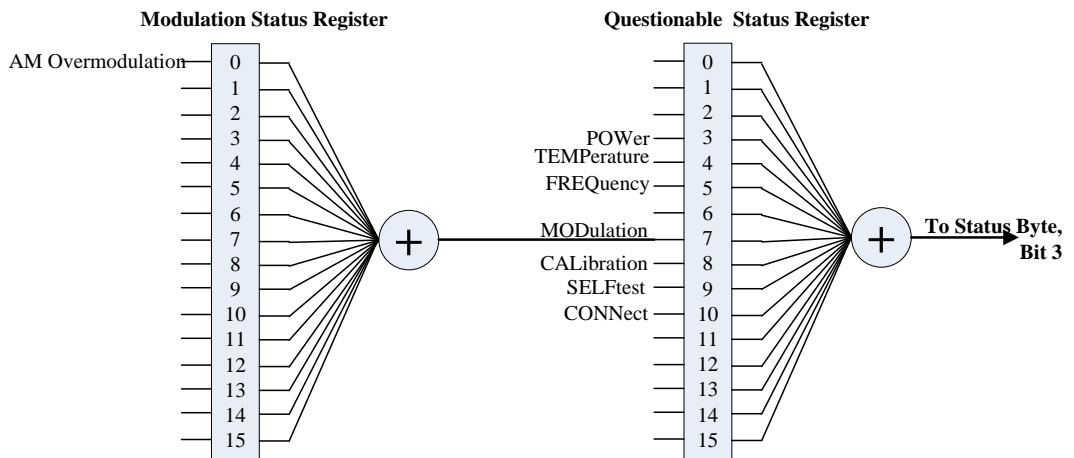 Modulation Status Register
Questionable Status Register
AM Overmodulation
0
1
2
3
4
5
6
7
8
9
10
11
12
13
14
15
+
POWer
TEMPerature
FREQuency
MODulation
CALibration
SELFtest
CONNect
0
1
2
3
4
5
6
7
8
9
10
11
12
13
14
15
+
To Status Byte,
Bit 3